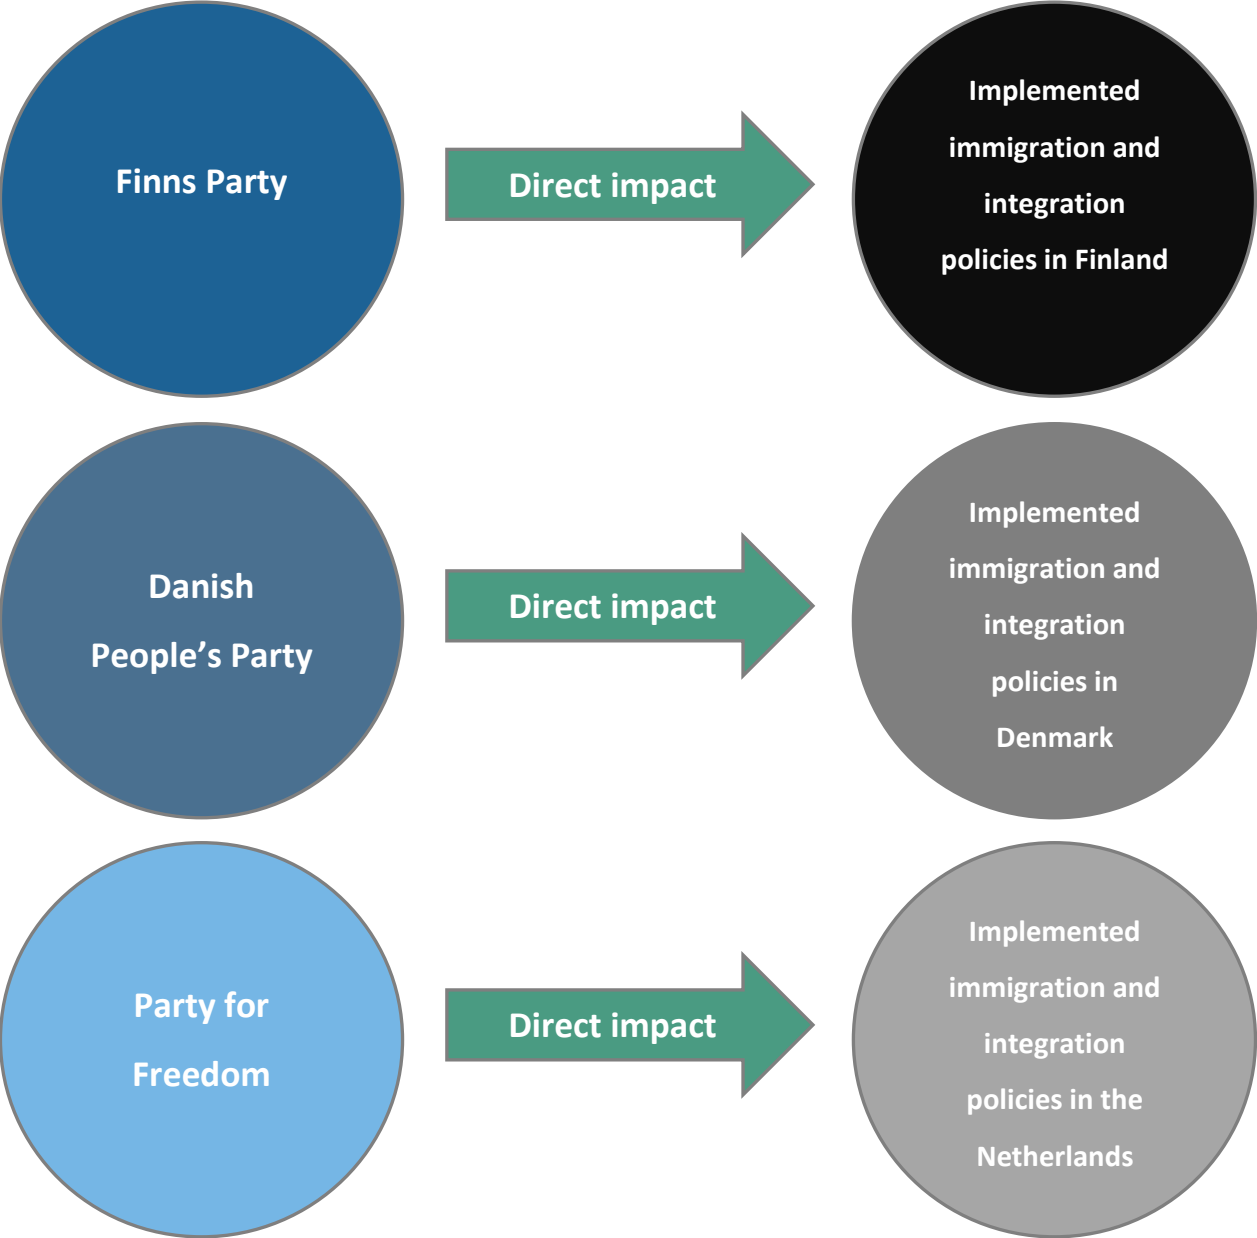 Finns Party
Direct impact
Implemented
immigration and
integration
policies in Finland
Danish
People’s Party
Direct impact
Implemented
immigration and
integration
policies in
Denmark
Party for
Freedom
Direct impact
Implemented
immigration and
integration
policies in the
Netherlands